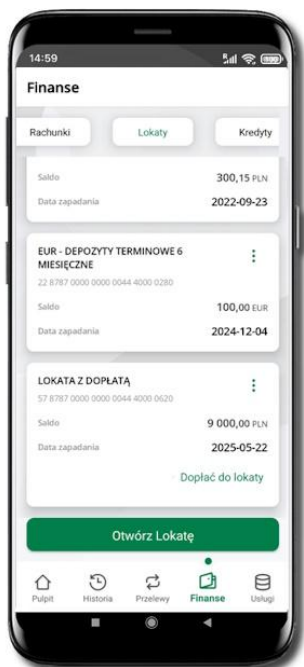 14:59
Finanse
Rachunki Lokaty Kredyty
Saldo 300,15 PLN
Data zapadania 2022-09-23
EUR - DEPOZYTY TERMINOWE 6
MIESIĘCZNE
22 8787 0000 0000 0044 4000 0280
Saldo 100,00 EUR
Data zapadania 2024-12-04
LOKATA Z DOPŁATĄ
57 8787 0000 0000 0044 4000 0620
Saldo 9 000,00 PLN
Data zapadania 2025-05-22
Dopłać do lokaty
Otwórz Lokatę
Pulpit Historia Przelewy Finanse Usługi